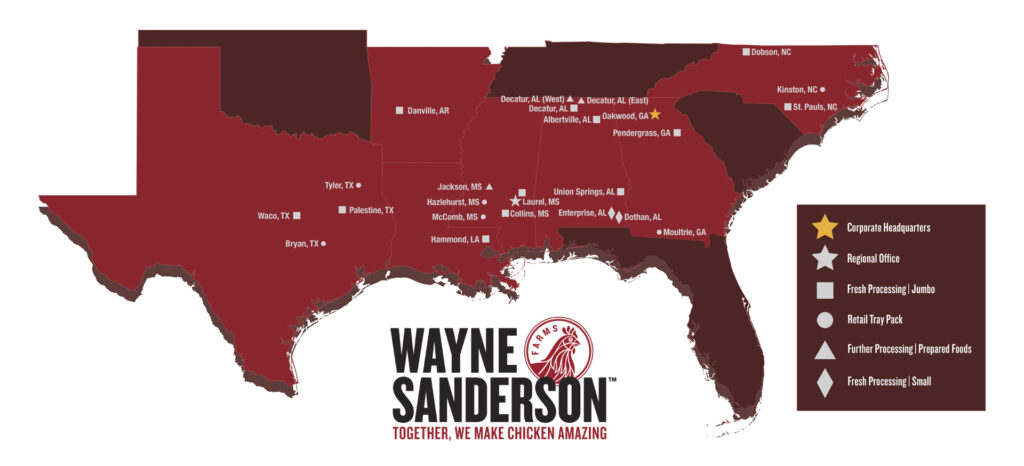 Dobson, NC
Kinston, NC
St. Pauls, NC
Danville, AR
Decatur, AL (West)
Decatur, AL (East)
Decatur, AL
Albertville, AL
Oakwood, GA
Pendergrass, GA
Tyler, TX
Palestine, TX
Waco, TX
Bryan, TX
Jackson, MS
Hazlehurst, MS
McComb, MS
Hammond, LA
Laurel, MS
Collins, MS
Union Springs, AL
Enterprise, AL
Dothan, AL
Moultrie, GA
Corporate Headquarters
Regional Office
Fresh Processing | Jumbo
Retail Tray Pack
Further Processing | Prepared Foods
Fresh Processing | Small
WAYNE
FARMS
SANDERSON™
TOGETHER, WE MAKE CHICKEN AMAZING